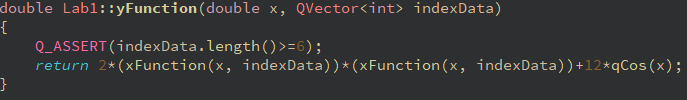 double Lab1::yFunction(double x, QVector<int> indexData)
{
    Q_ASSERT(indexData.length()>=6);
    return 2*(xFunction(x, indexData))*(xFunction(x, indexData))+12*qCos(x);
}